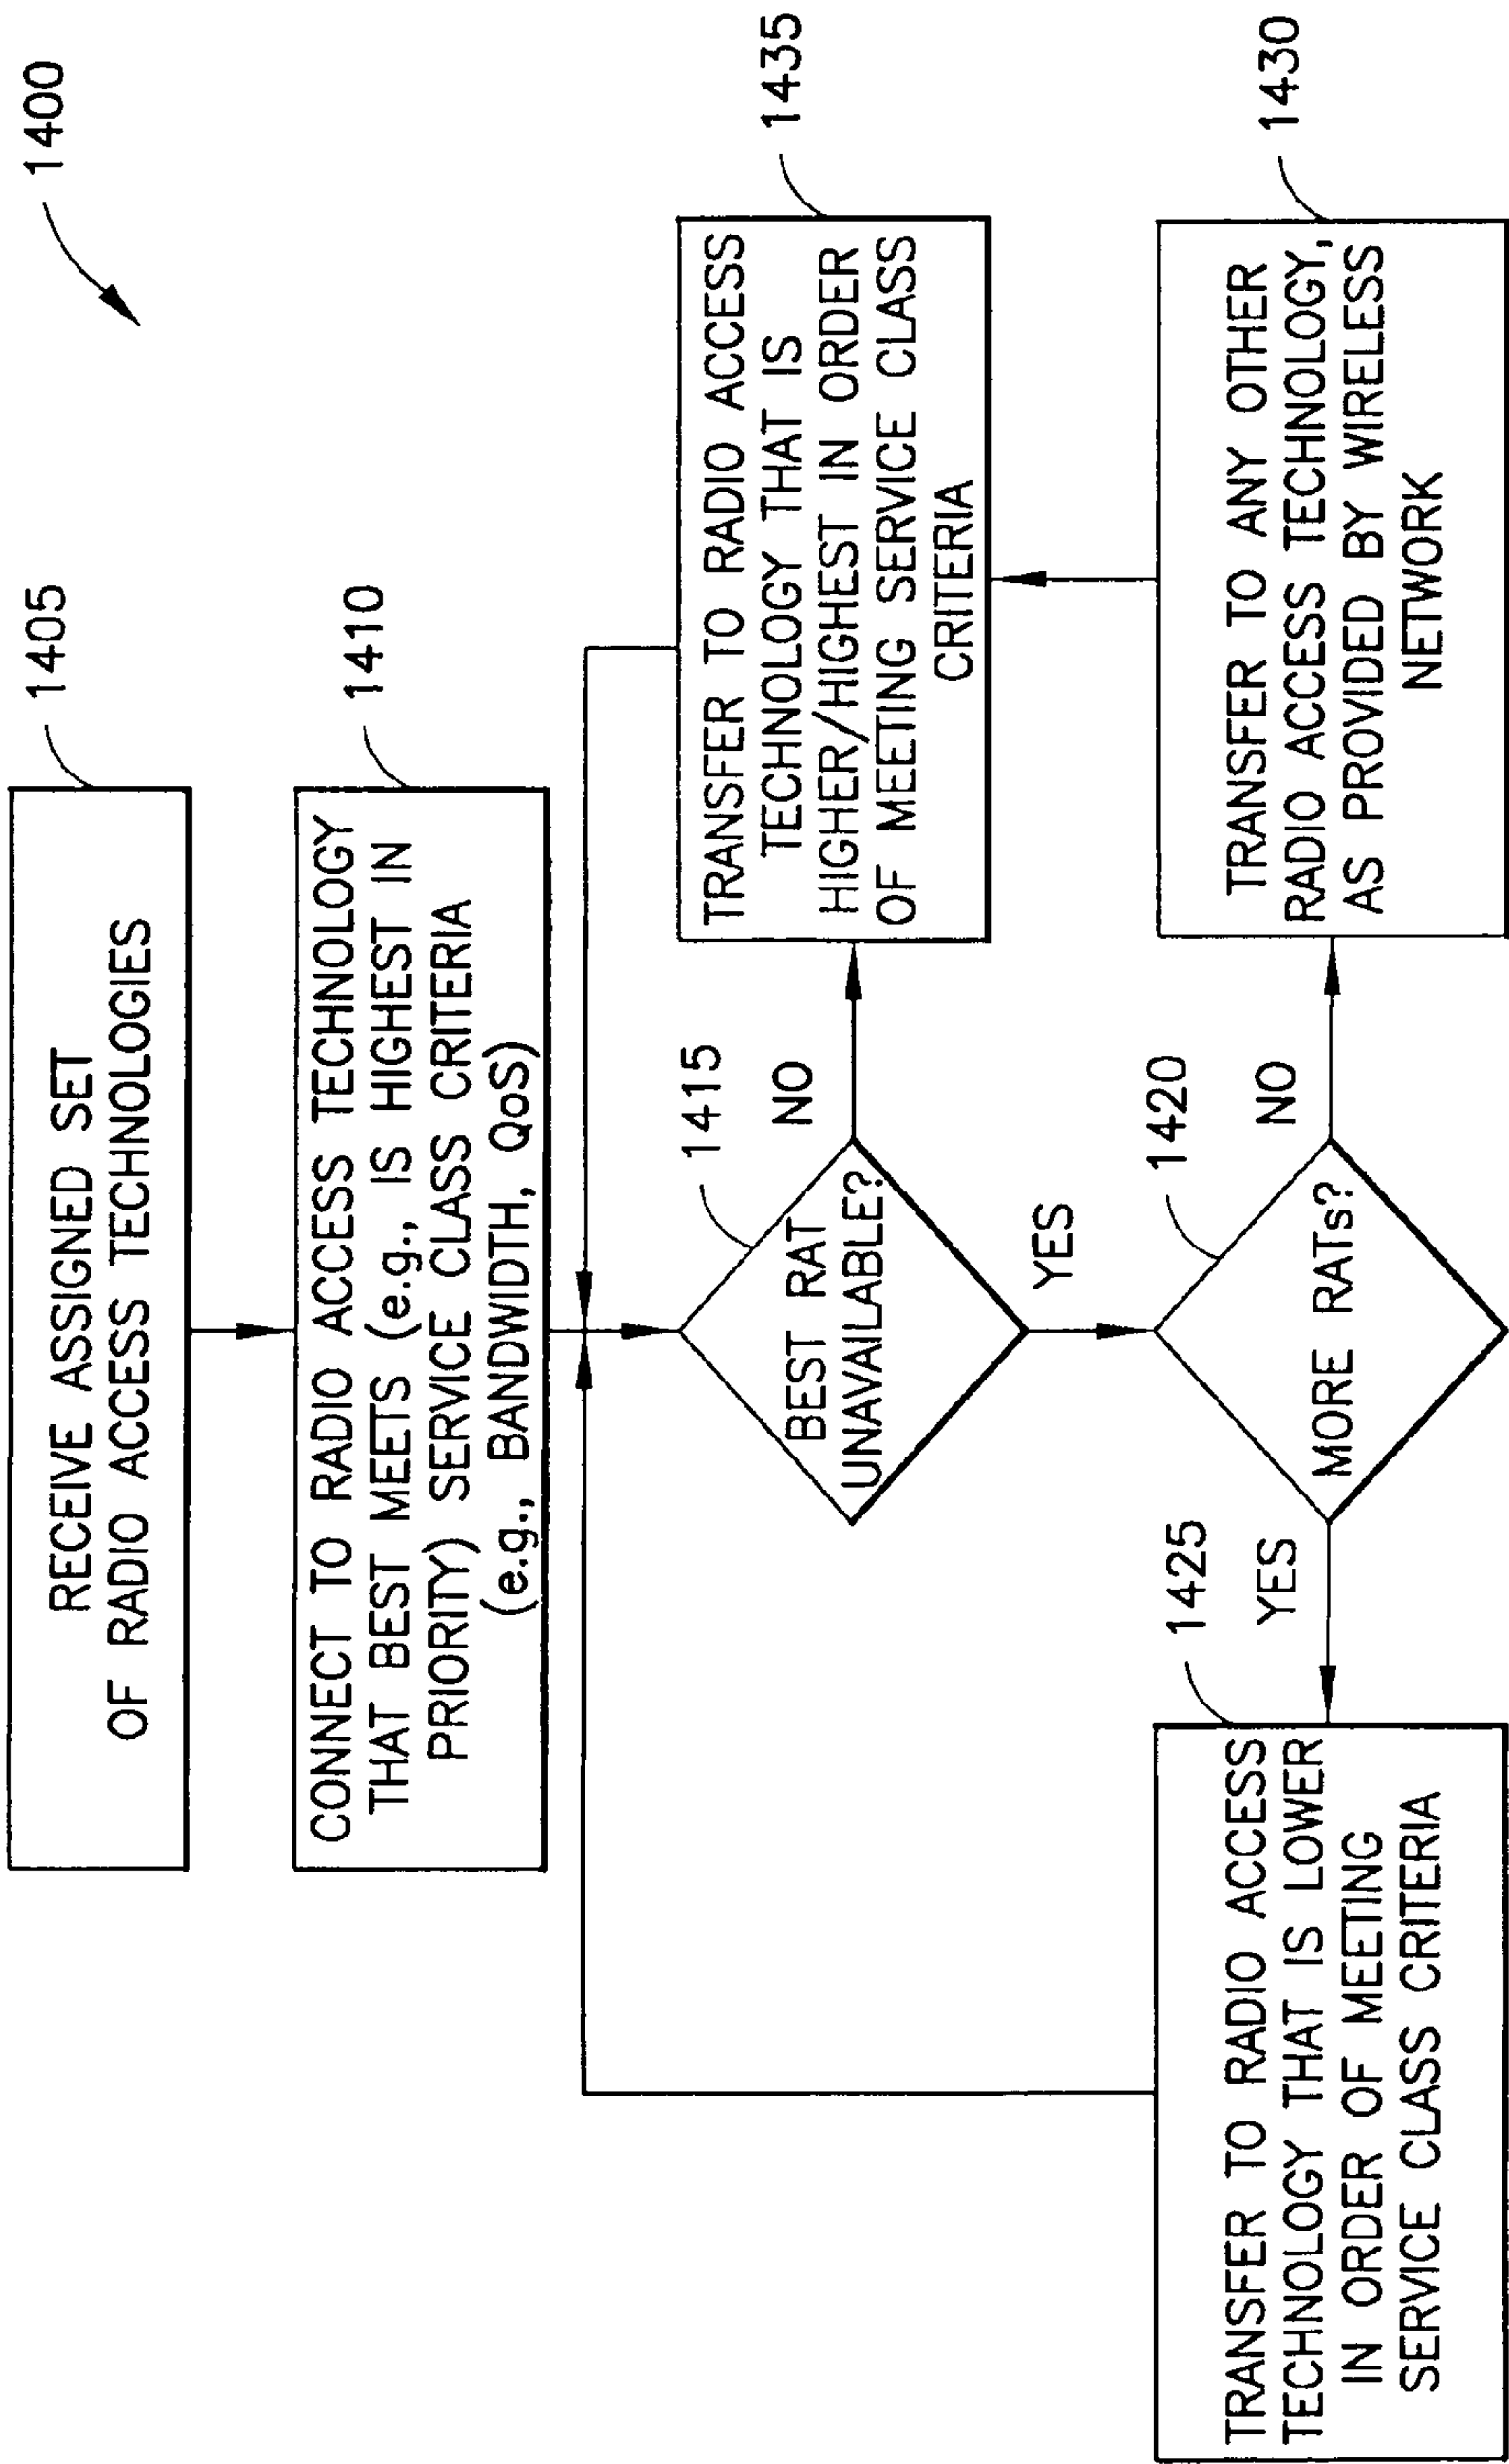 1400
RECEIVE ASSIGNED SET
OF RADIO ACCESS TECHNOLOGIES
1405
CONNECT TO RADIO ACCESS TECHNOLOGY
THAT BEST MEETS (e.g., IS HIGHEST IN
PRIORITY) SERVICE CLASS CRITERIA
(e.g., BANDWIDTH, QoS)
1410
BEST RAT
UNAVAILABLE?
1415
NO
YES
TRANSFER TO RADIO ACCESS
TECHNOLOGY THAT IS
HIGHER/HIGHEST IN ORDER
OF MEETING SERVICE CLASS
CRITERIA
1435
MORE RATs?
1420
YES
NO
TRANSFER TO RADIO ACCESS
TECHNOLOGY THAT IS LOWER
IN ORDER OF MEETING
SERVICE CLASS CRITERIA
1425
TRANSFER TO ANY OTHER
RADIO ACCESS TECHNOLOGY,
AS PROVIDED BY WIRELESS
NETWORK
1430